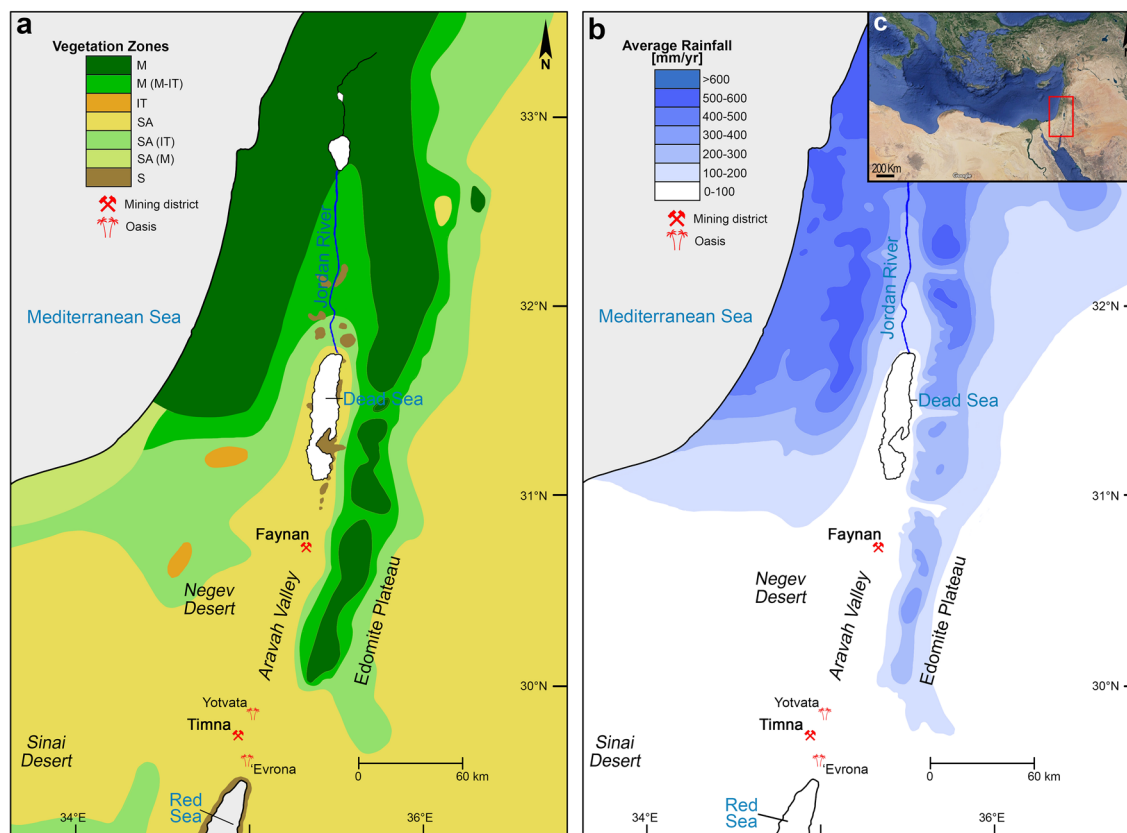 a
Vegetation Zones
M
M (M-IT)
IT
SA
SA (IT)
SA (M)
S
Mining district
Oasis
N
33°N
Jordan River
32°N
Mediterranean Sea
Dead Sea
31°N
Faynan
Negev
Desert
Aravah Valley
Edomite Plateau
30°N
Yotvata
Timna
'Evrona
Sinai
Desert
0
60 km
Red
Sea
34°E
36°E
b
Average Rainfall
[mm/yr]
>600
500-600
400-500
300-400
200-300
100-200
0-100
Mining district
Oasis
c
200 Km
Google
Jordan River
Mediterranean Sea
Dead Sea
Faynan
Negev
Desert
Aravah Valley
Edomite Plateau
Yotvata
Timna
'Evrona
Sinai
Desert
0
60 km
Red
Sea
34°E
36°E